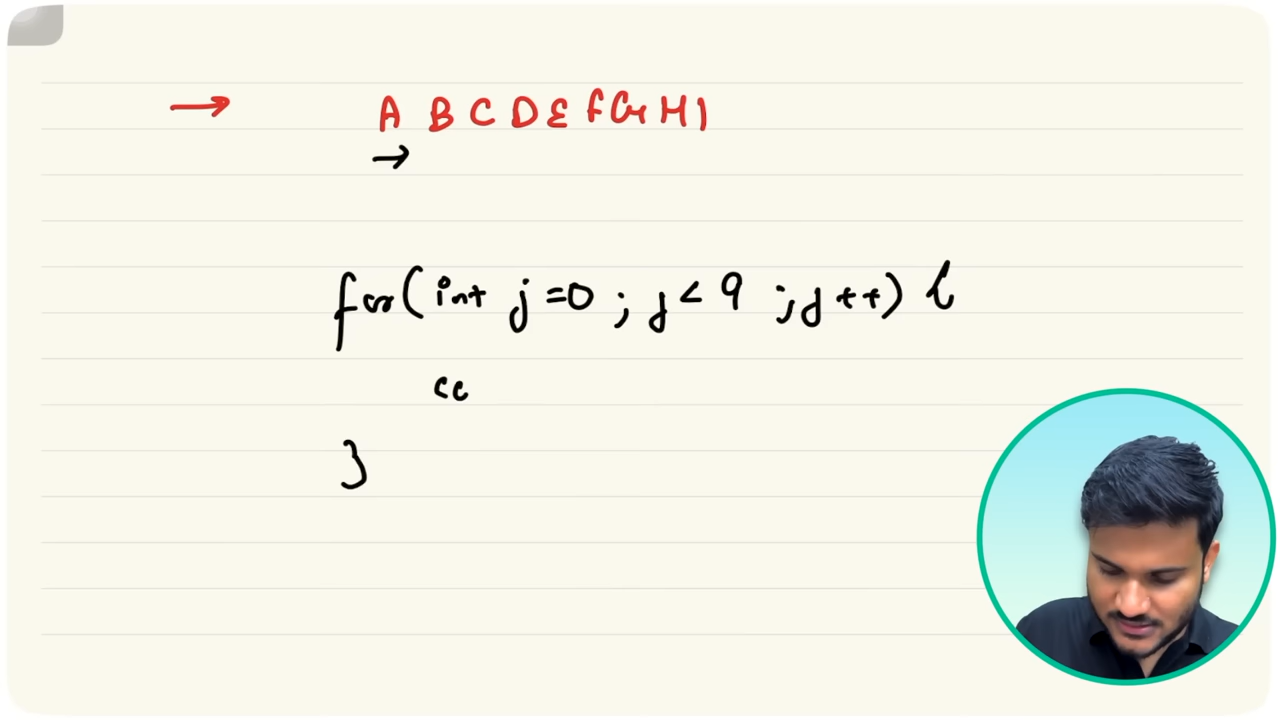 → A B C D E F G H I
→
for( int j=0 ; j< 9 ; j++) {
cc
}